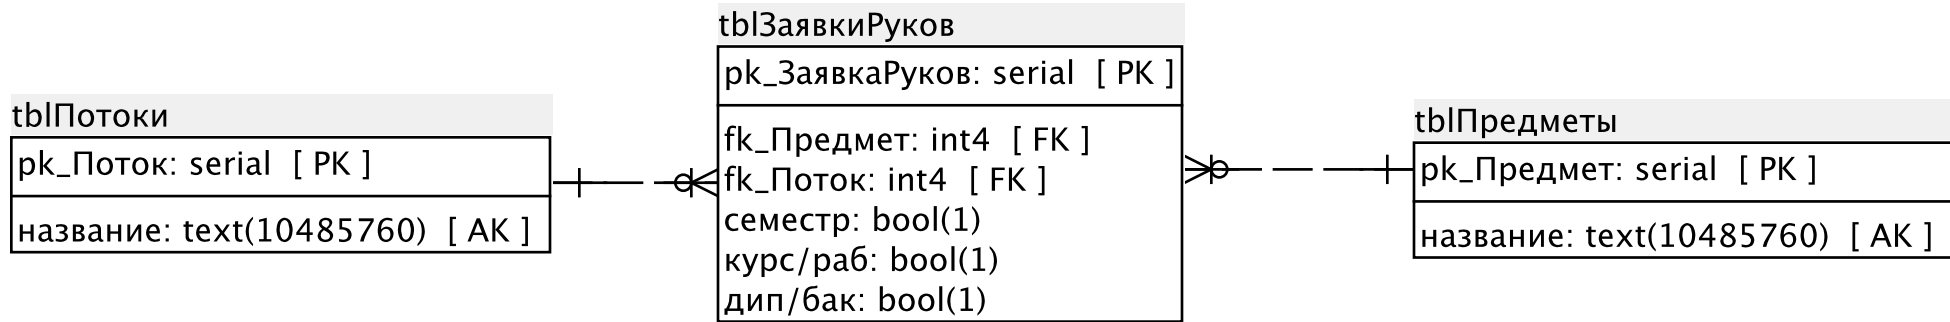 tblПотоки
pk_Поток: serial [ PK ]
название: text(10485760) [ AK ]
tblЗаявкиРуков
pk_ЗаявкаРуков: serial [ PK ]
fk_Предмет: int4 [ FK ]
fk_Поток: int4 [ FK ]
семестр: bool(1)
курс/раб: bool(1)
дип/бак: bool(1)
tblПредметы
pk_Предмет: serial [ PK ]
название: text(10485760) [ AK ]